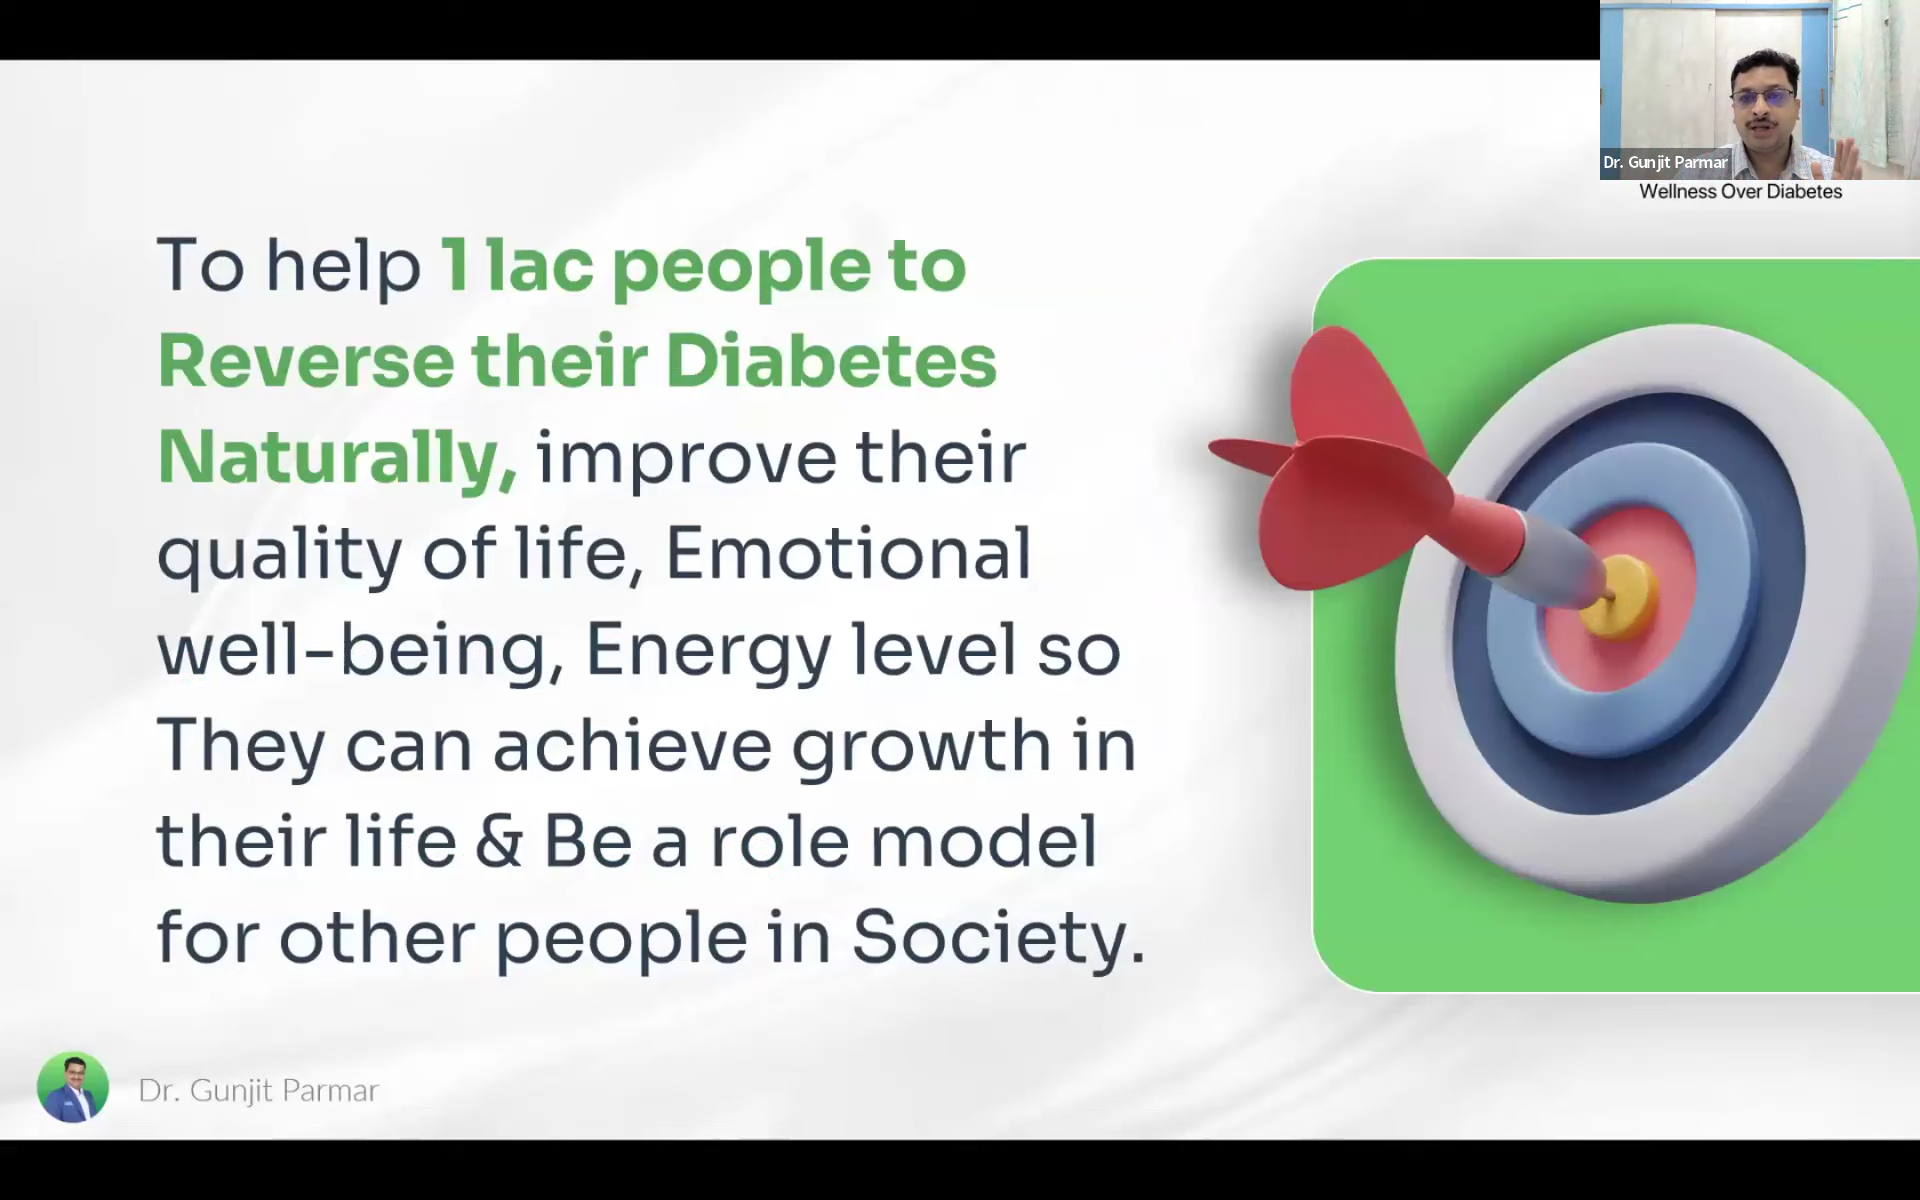 Dr. Gunjit Parmar
Wellness Over Diabetes
To help 1 lac people to
Reverse their Diabetes
Naturally, improve their
quality of life, Emotional
well-being, Energy level so
They can achieve growth in
their life & Be a role model
for other people in Society.
Dr. Gunjit Parmar